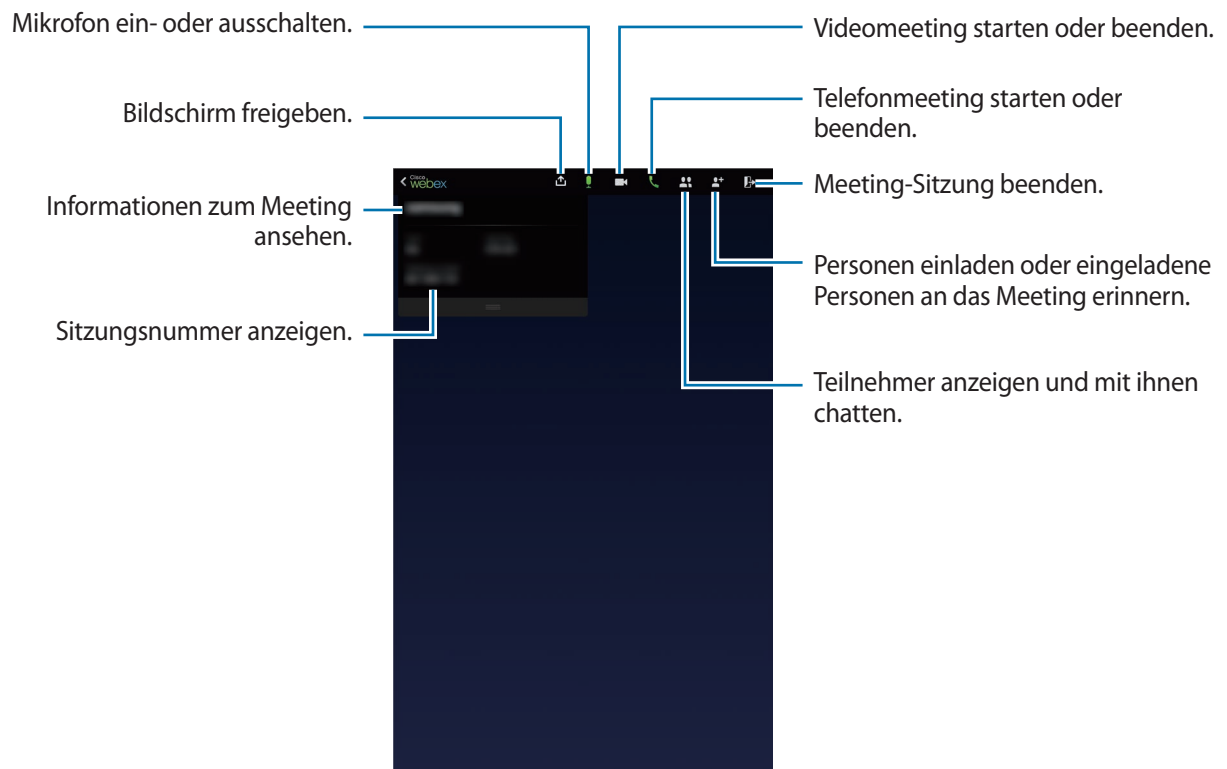 Mikrofon ein- oder ausschalten.
Bildschirm freigeben.
Informationen zum Meeting
ansehen.
Sitzungsnummer anzeigen.
Cisco
webex
Videomeeting starten oder beenden.
Telefonmeeting starten oder
beenden.
Meeting-Sitzung beenden.
Personen einladen oder eingeladene
Personen an das Meeting erinnern.
Teilnehmer anzeigen und mit ihnen
chatten.